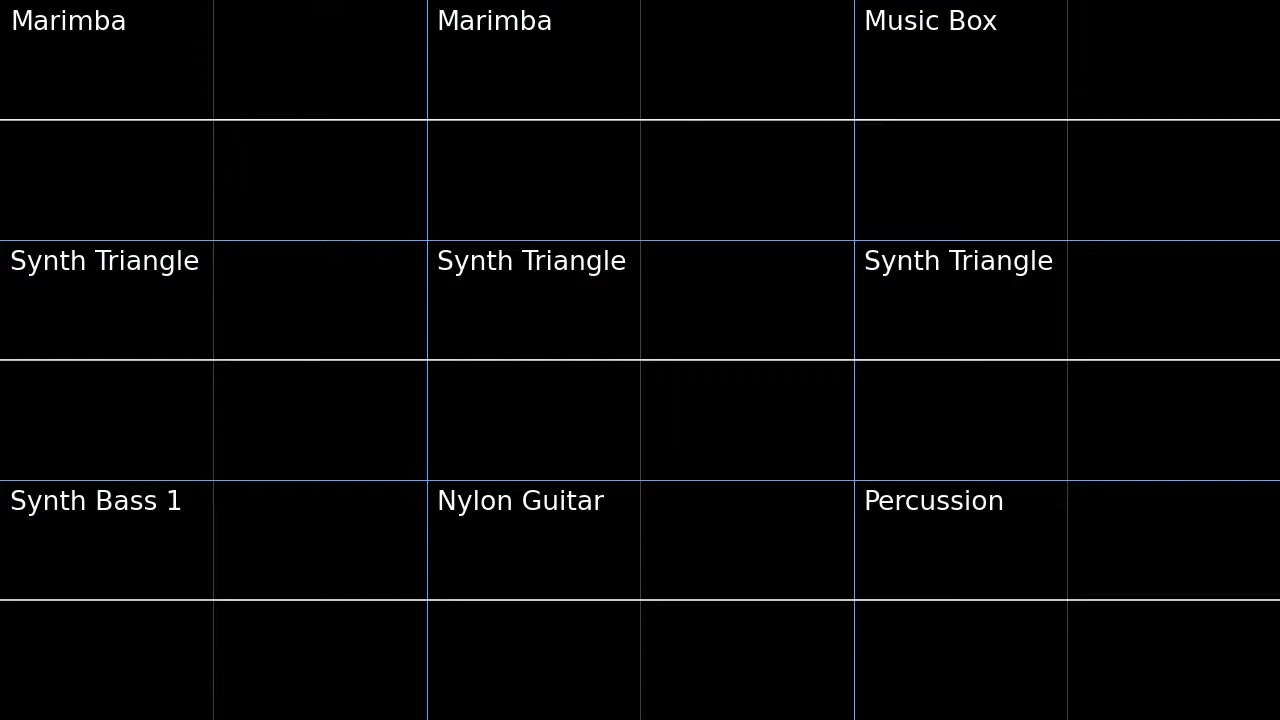 Marimba
Marimba
Music Box
Synth Triangle
Synth Triangle
Synth Triangle
Synth Bass 1
Nylon Guitar
Percussion